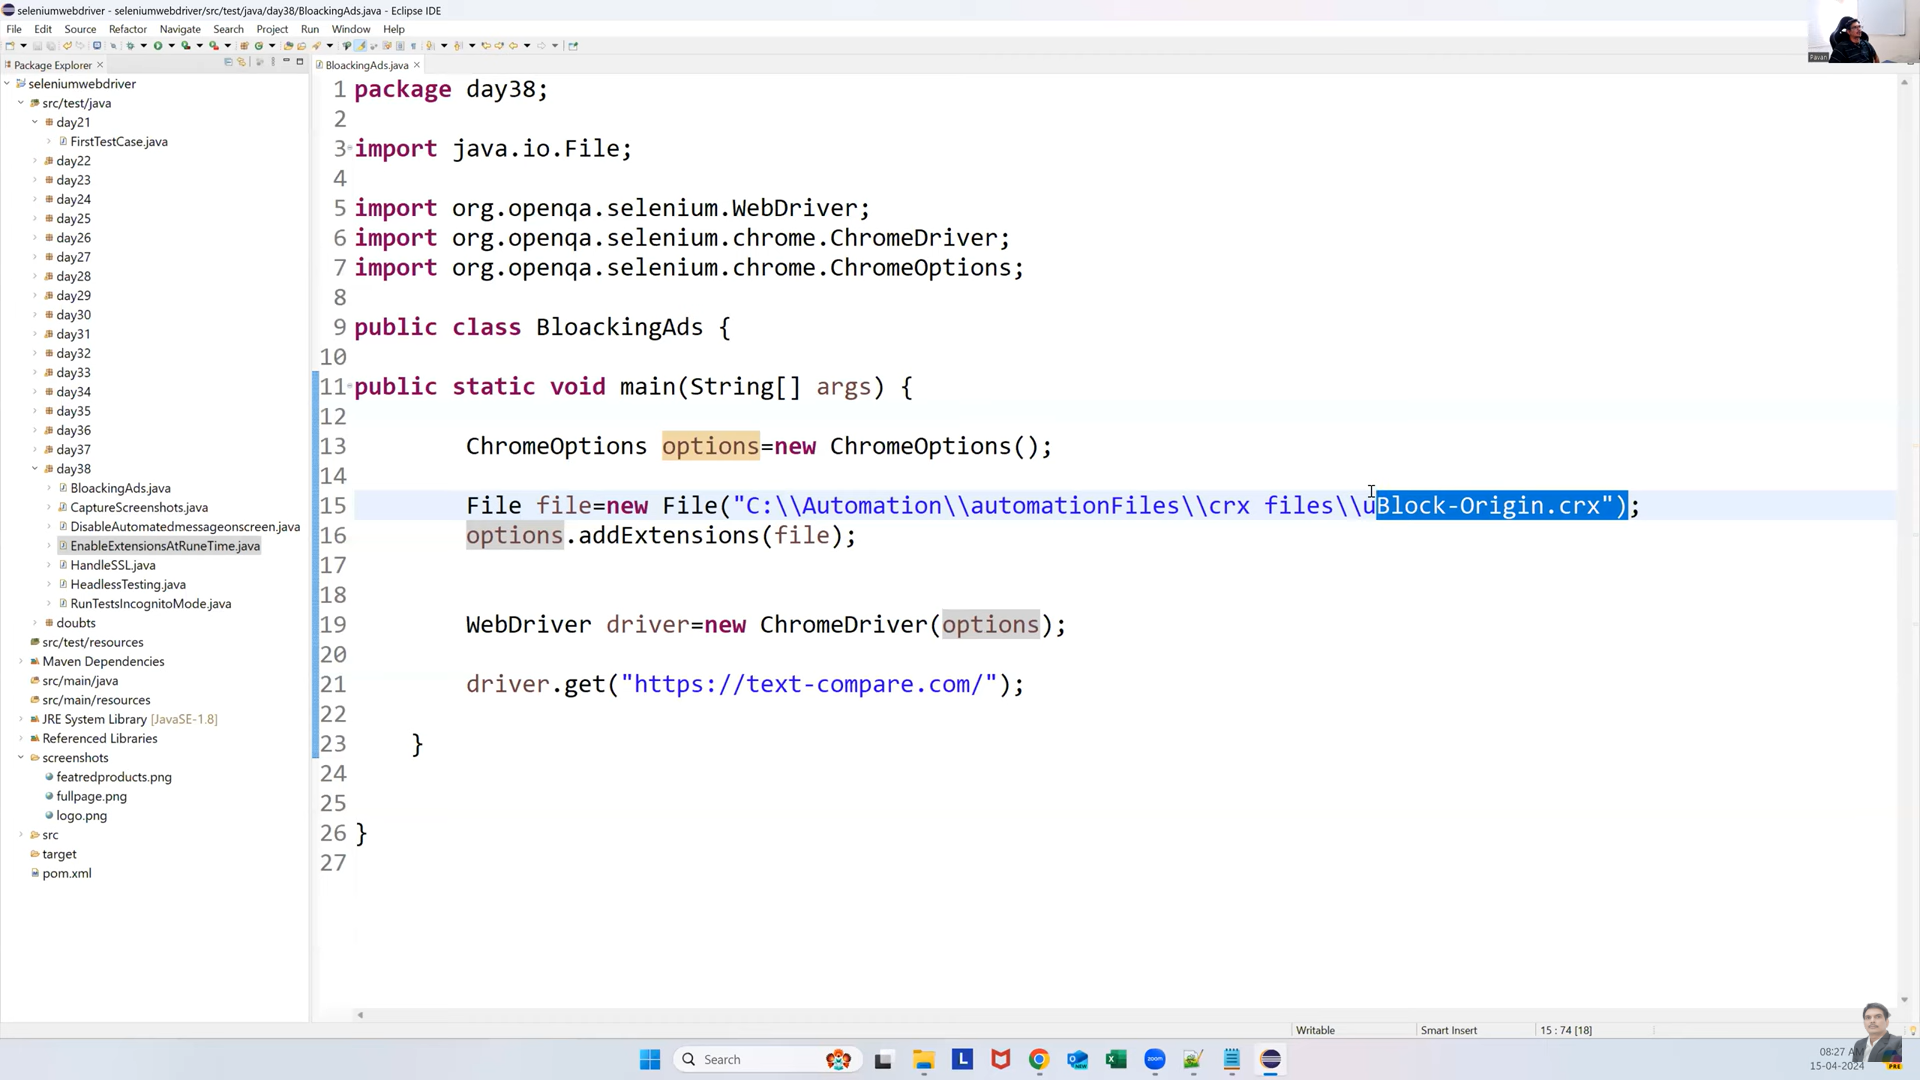 seleniumwebdriver - seleniumwebdriver/src/test/java/day38/BloackingAds.java - Eclipse IDE
File Edit Source Refactor Navigate Search Project Run Window Help
Package Explorer
BloackingAds.java
seleniumwebdriver
src/test/java
day21
FirstTestCase.java
day22
day23
day24
day25
day26
day27
day28
day29
day30
day31
day32
day33
day34
day35
day36
day37
day38
BloackingAds.java
CaptureScreenshots.java
DisableAutomatedmessageonscreen.java
EnableExtensionsAtRuneTime.java
HandleSSL.java
HeadlessTesting.java
RunTestsIncognitoMode.java
doubts
src/test/resources
Maven Dependencies
src/main/java
src/main/resources
JRE System Library [JavaSE-1.8]
Referenced Libraries
screenshots
featredproducts.png
fullpage.png
logo.png
src
target
pom.xml
1 package day38;
2
3 import java.io.File;
4
5 import org.openqa.selenium.WebDriver;
6 import org.openqa.selenium.chrome.ChromeDriver;
7 import org.openqa.selenium.chrome.ChromeOptions;
8
9 public class BloackingAds {
10
11 public static void main(String[] args) {
12
13 ChromeOptions options=new ChromeOptions();
14
15 File file=new File("C:\\Automation\\automationFiles\\crx files\\uBlock-Origin.crx");
16 options.addExtensions(file);
17
18
19 WebDriver driver=new ChromeDriver(options);
20
21 driver.get("https://text-compare.com/");
22
23 }
24
25
26 }
27
Pavan
Writable Smart Insert 15 : 74 [18]
Search
08:27 AM
15-04-2024
PRE